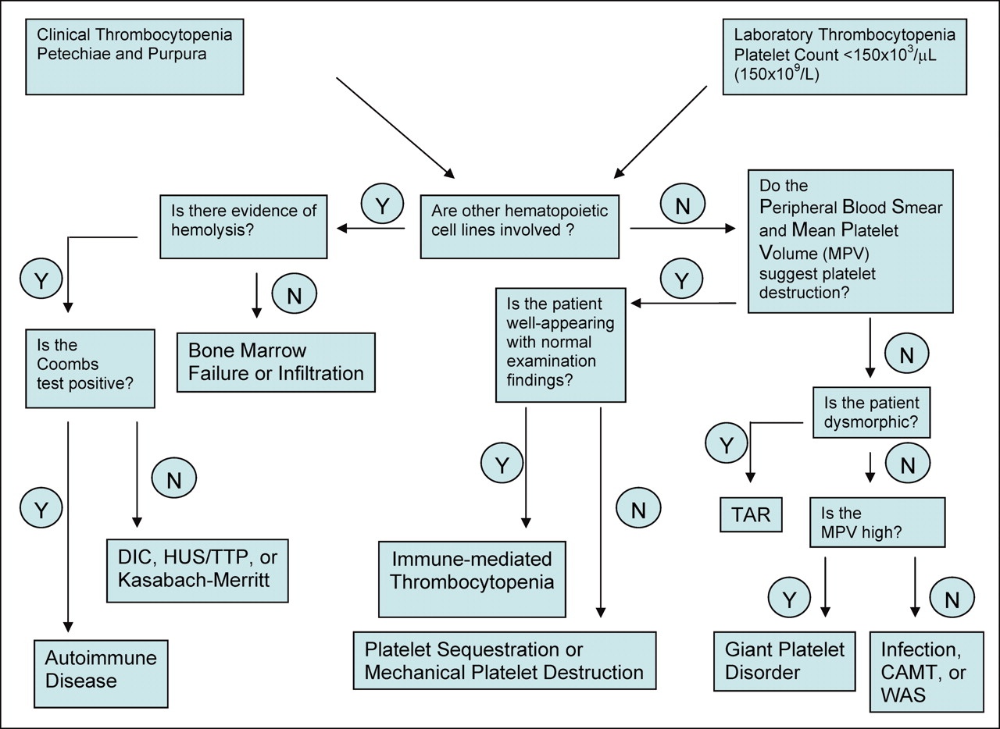 Clinical Thrombocytopenia
Petechiae and Purpura
Laboratory Thrombocytopenia
Platelet Count <150x10³/μL
(150x10⁹/L)
Is there evidence of
hemolysis?
Y
Are other hematopoietic
cell lines involved ?
N
Do the
Peripheral Blood Smear
and Mean Platelet
Volume (MPV)
suggest platelet
destruction?
Y
N
Y
Is the patient
well-appearing
with normal
examination
findings?
Is the
Coombs
test positive?
Bone Marrow
Failure or Infiltration
N
Is the patient
dysmorphic?
Y
N
Y
N
Y
N
TAR
Is the
MPV high?
DIC, HUS/TTP, or
Kasabach-Merritt
Immune-mediated
Thrombocytopenia
Y
N
Autoimmune
Disease
Platelet Sequestration or
Mechanical Platelet Destruction
Giant Platelet
Disorder
Infection,
CAMT, or
WAS